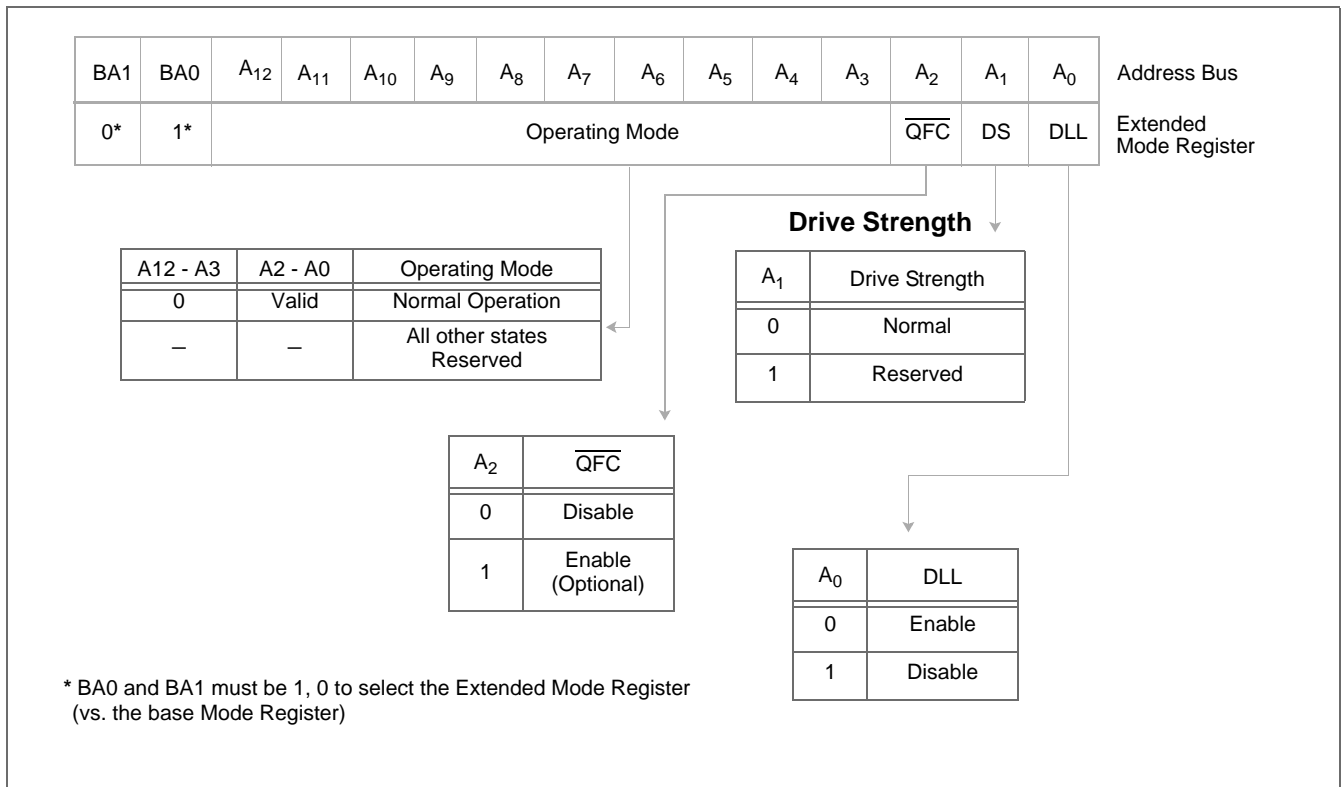 BA1 BA0 A12 A11 A10 A9 A8 A7 A6 A5 A4 A3 A2 A1 A0 Address Bus
0* 1* Operating Mode Q̅F̅C̅ DS DLL Extended
Mode Register
Drive Strength
A12 - A3 A2 - A0 Operating Mode
0 Valid Normal Operation
– – All other states
Reserved
A1 Drive Strength
0 Normal
1 Reserved
A2 Q̅F̅C̅
0 Disable
1 Enable
(Optional)
A0 DLL
0 Enable
1 Disable
* BA0 and BA1 must be 1, 0 to select the Extended Mode Register
(vs. the base Mode Register)